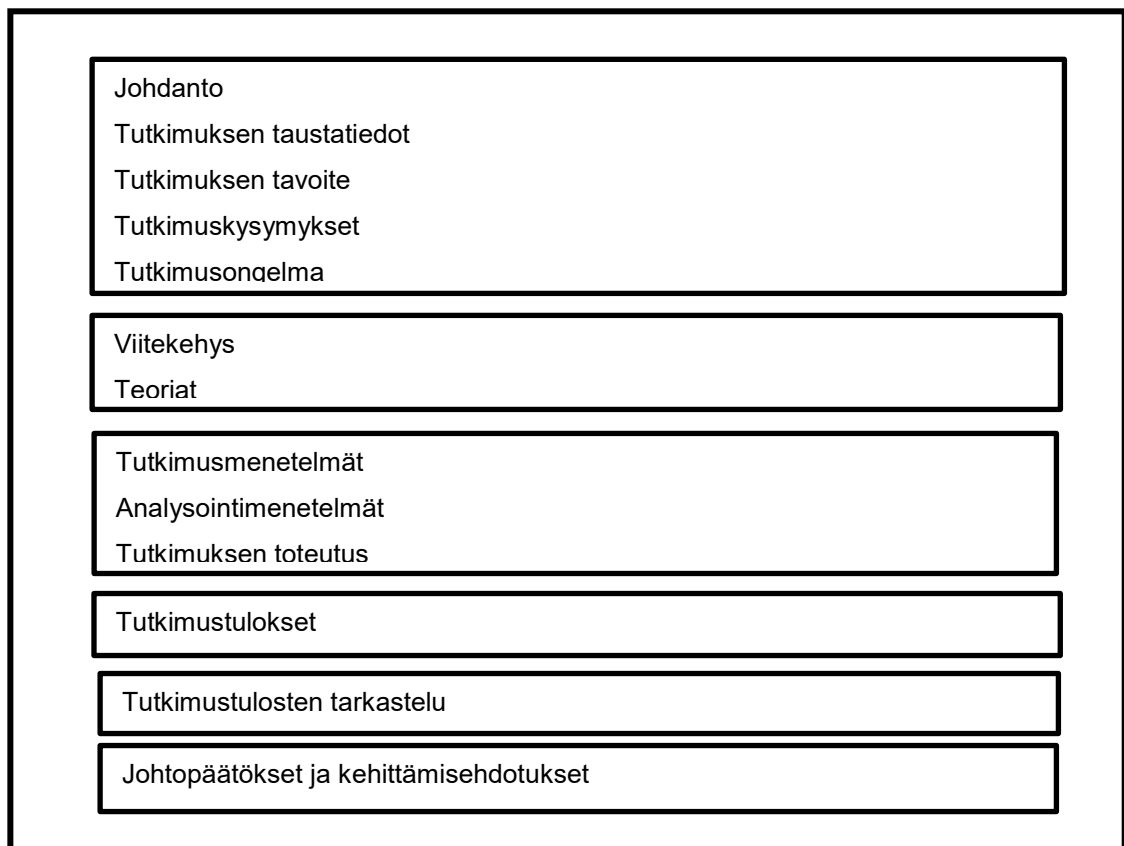 Johdanto
Tutkimuksen taustatiedot
Tutkimuksen tavoite
Tutkimuskysymykset
Tutkimusongelma
Viitekehys
Teoriat
Tutkimusmenetelmät
Analysointimenetelmät
Tutkimuksen toteutus
Tutkimustulokset
Tutkimustulosten tarkastelu
Johtopäätökset ja kehittämisehdotukset